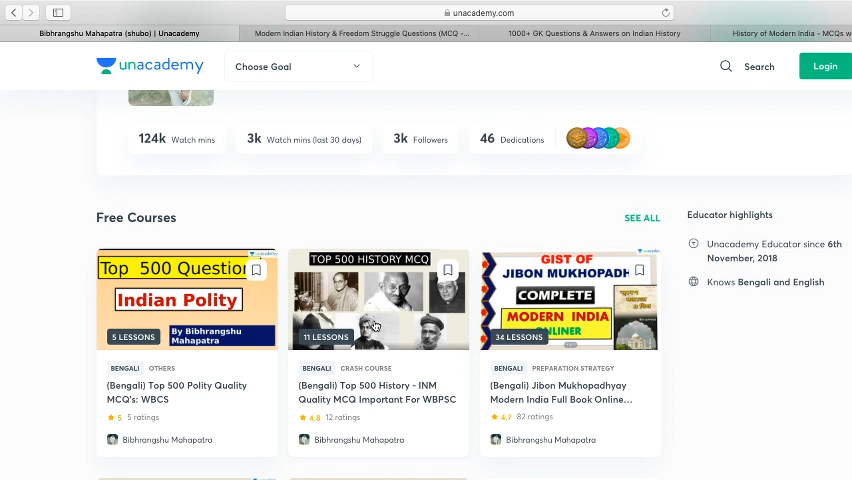 unacademy.com
Bibhrangshu Mahapatra (shubo) | Unacademy
Modern Indian History & Freedom Struggle Questions (MCQ -...
1000+ GK Questions & Answers on Indian History
History of Modern India - MCQs w
unacademy
Choose Goal
Search
Login
124k Watch mins
3k Watch mins (last 30 days)
3k Followers
46 Dedications
Free Courses
SEE ALL
Educator highlights
Unacademy Educator since 6th
November, 2018
Knows Bengali and English
unacademy
Top 500 Question
Indian Polity
5 LESSONS
By Bibhrangshu
Mahapatra
BENGALI OTHERS
(Bengali) Top 500 Polity Quality
MCQ's: WBCS
5 5 ratings
Bibhrangshu Mahapatra
TOP 500 HISTORY MCQ
11 LESSONS
BENGALI CRASH COURSE
(Bengali) Top 500 History - INM
Quality MCQ Important For WBPSC
4.8 12 ratings
Bibhrangshu Mahapatra
unacademy
GIST OF
JIBON MUKHOPADH
COMPLETE
MODERN INDIA
ONLINER
34 LESSONS
BENGALI PREPARATION STRATEGY
(Bengali) Jibon Mukhopadhyay
Modern India Full Book Online...
4.7 82 ratings
Bibhrangshu Mahapatra